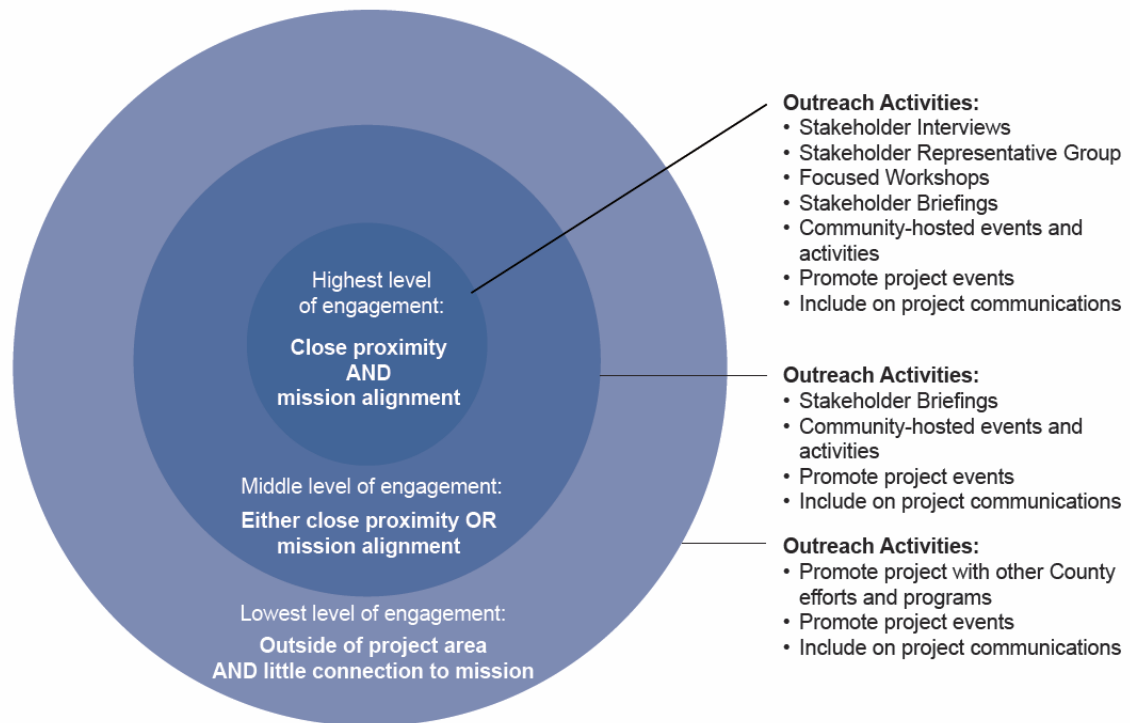 Highest level
of engagement:
Close proximity
AND
mission alignment
Middle level of engagement:
Either close proximity OR
mission alignment
Lowest level of engagement:
Outside of project area
AND little connection to mission
Outreach Activities:
• Stakeholder Interviews
• Stakeholder Representative Group
• Focused Workshops
• Stakeholder Briefings
• Community-hosted events and
activities
• Promote project events
• Include on project communications
Outreach Activities:
• Stakeholder Briefings
• Community-hosted events and
activities
• Promote project events
• Include on project communications
Outreach Activities:
• Promote project with other County
efforts and programs
• Promote project events
• Include on project communications